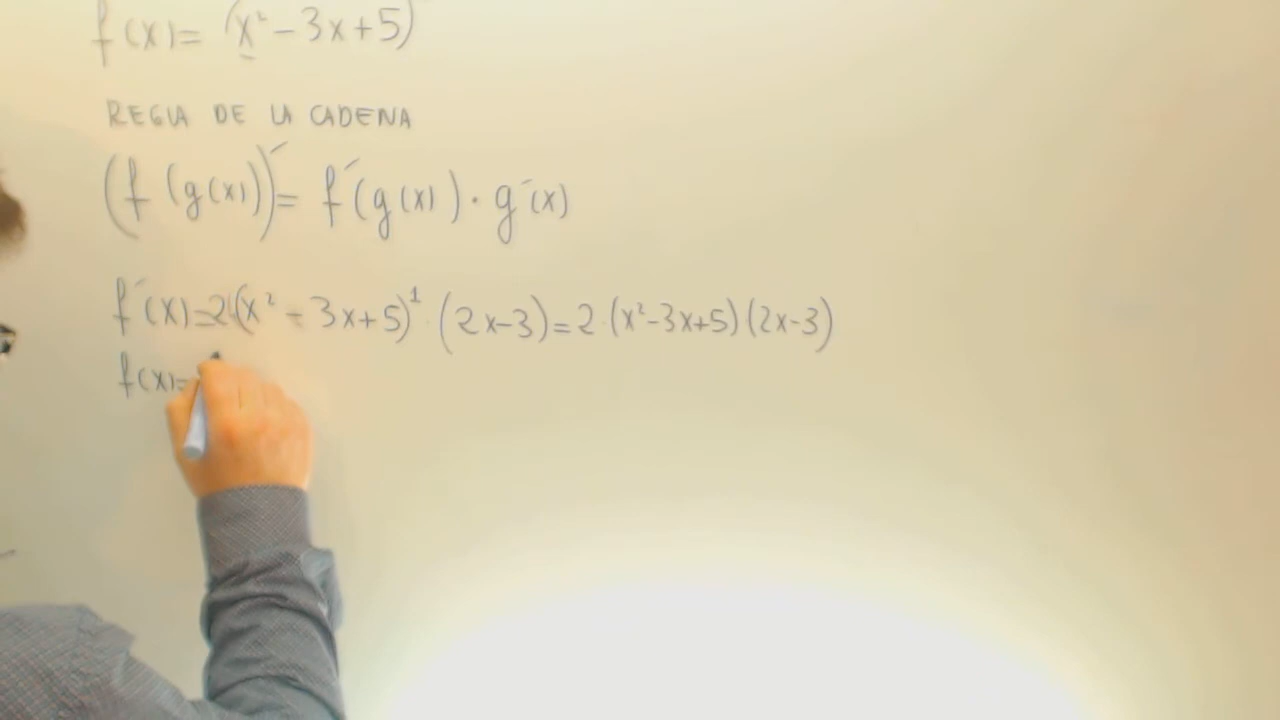 f(x)= (x²-3x+5)
REGLA DE LA CADENA
(f(g(x))´= f´(g(x))·g´(x)
f´(x)=2(x²-3x+5)¹·(2x-3)=2·(x²-3x+5)(2x-3)
f(x)=